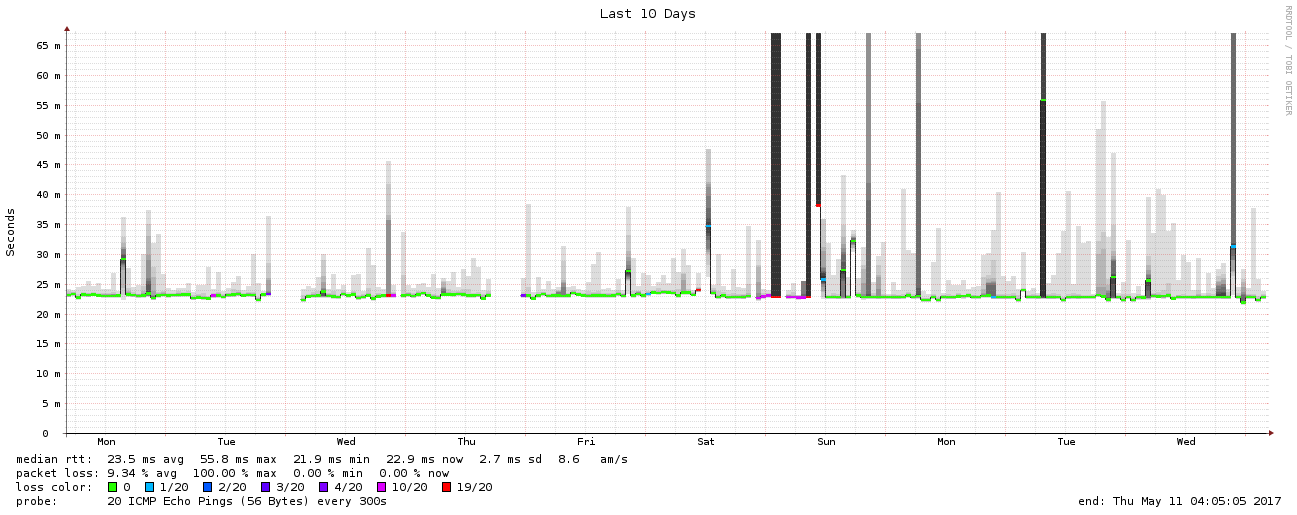 Last 10 Days
RRDTOOL / TOBI OETIKER
Seconds
65 m
60 m
55 m
50 m
45 m
40 m
35 m
30 m
25 m
20 m
15 m
10 m
5 m
0
Mon Tue Wed Thu Fri Sat Sun Mon Tue Wed
median rtt: 23.5 ms avg 55.8 ms max 21.9 ms min 22.9 ms now 2.7 ms sd 8.6 am/s
packet loss: 9.34 % avg 100.00 % max 0.00 % min 0.00 % now
loss color: 0 1/20 2/20 3/20 4/20 10/20 19/20
probe: 20 ICMP Echo Pings (56 Bytes) every 300s end: Thu May 11 04:05:05 2017